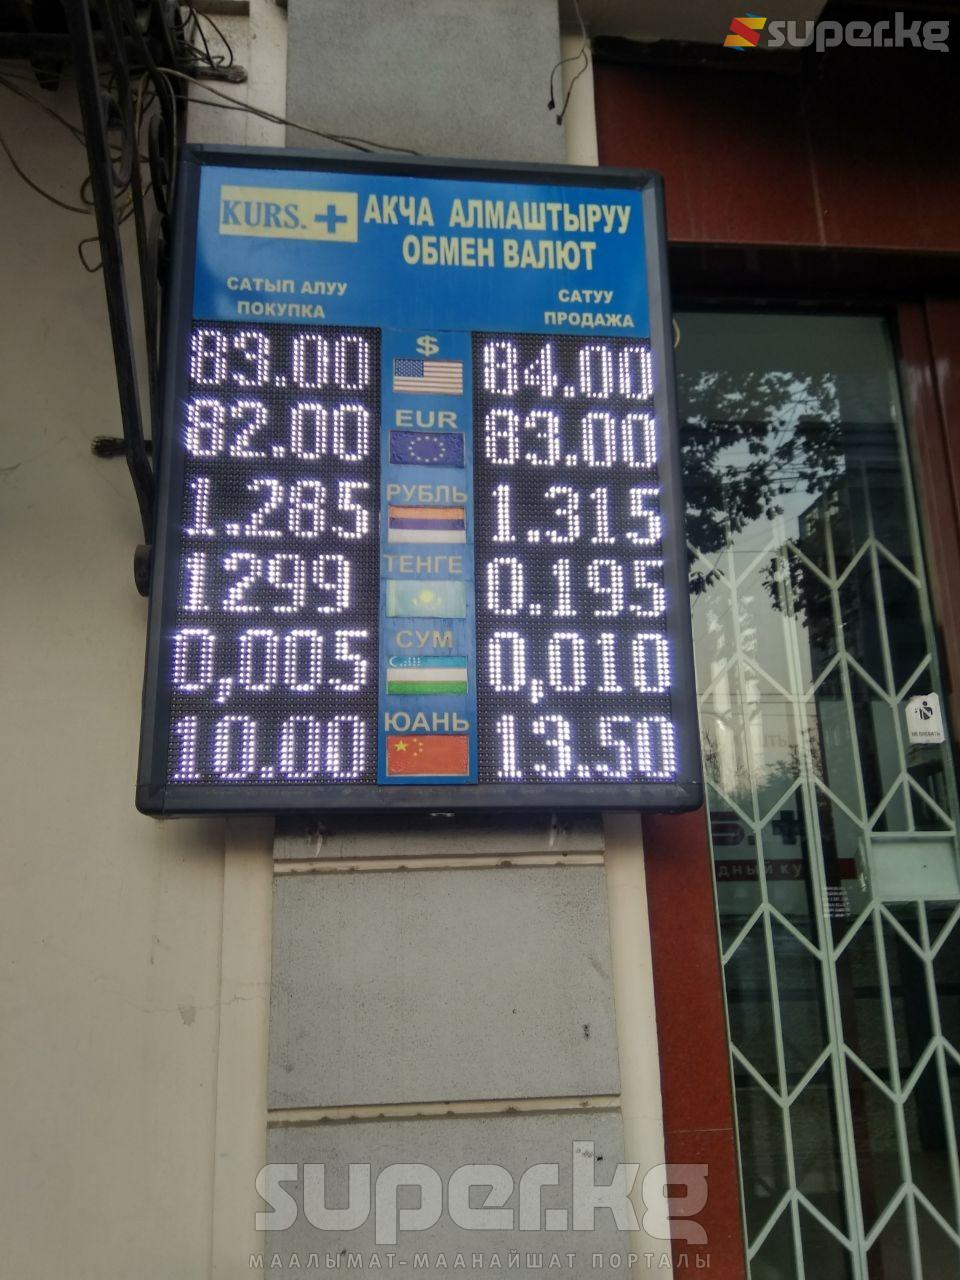 super.kg
KURS.+ АКЧА АЛМАШТЫРУУ
ОБМЕН ВАЛЮТ
САТЫП АЛУУ
ПОКУПКА
САТУУ
ПРОДАЖА
83.00 $ 84.00
82.00 EUR 83.00
1.285 РУБЛЬ 1.315
1299 ТЕНГЕ 0.195
0,005 СУМ 0,010
10.00 ЮАНЬ 13.50
НЕ ПЛЕВАТЬ
super.kg
МААЛЫМАТ-МААНАЙШАТ ПОРТАЛЫ